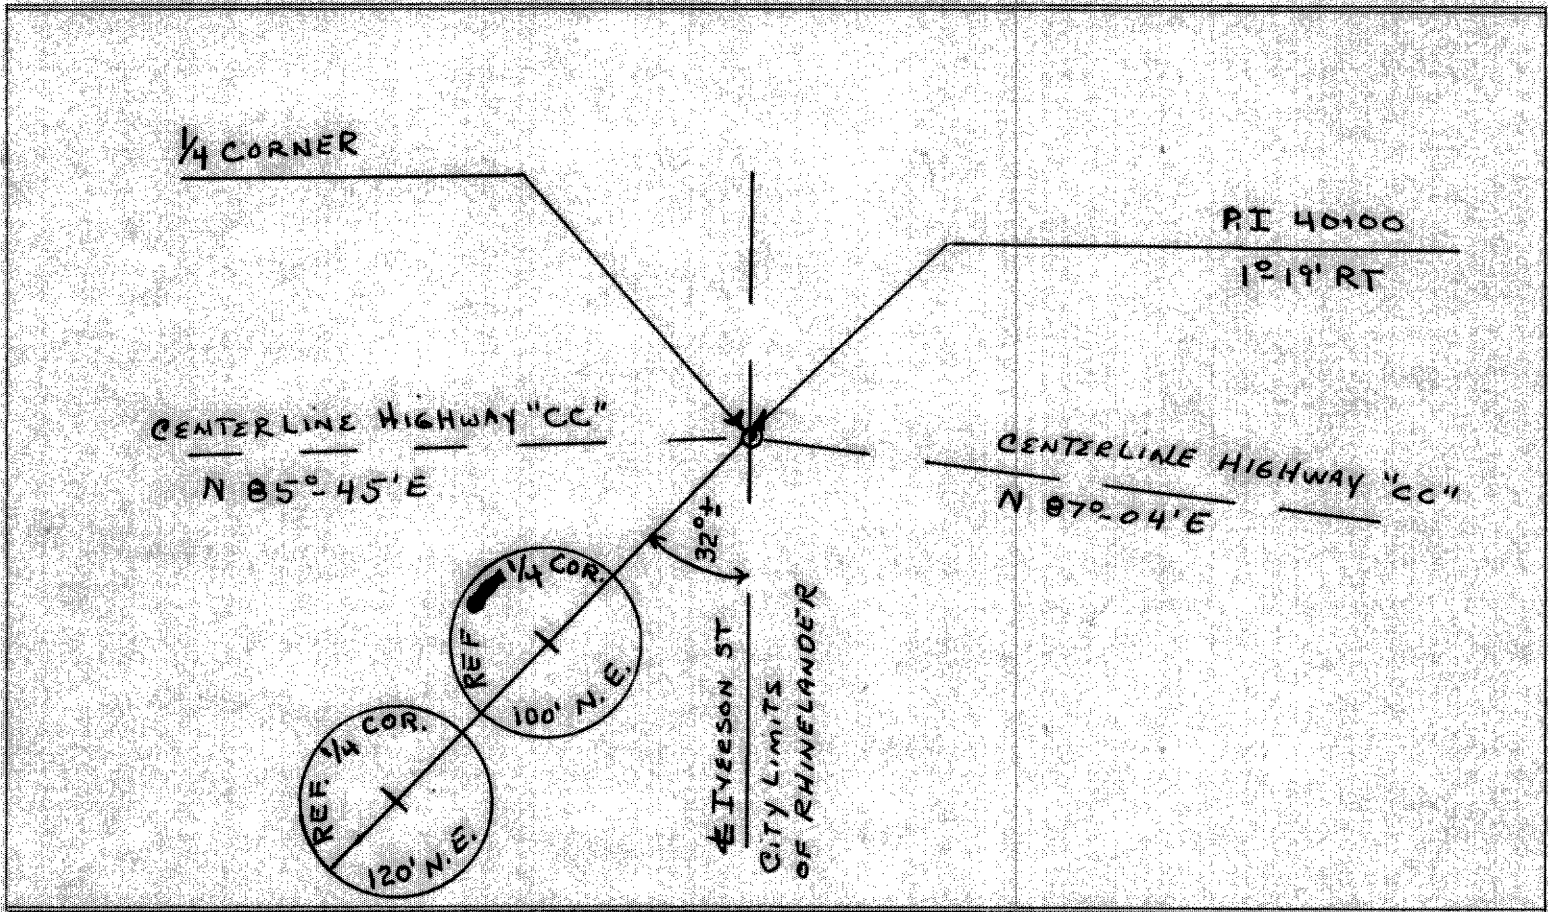 1/4 CORNER
P.I 40+00
1°19' RT
CENTERLINE HIGHWAY "CC"
N 85°-45'E
CENTERLINE HIGHWAY "CC"
N 87°-04'E
32°±
REF 1/4 COR.
100' N.E.
REF. 1/4 COR.
120' N.E.
℄ IVERSON ST
CITY LIMITS
OF RHINELANDER